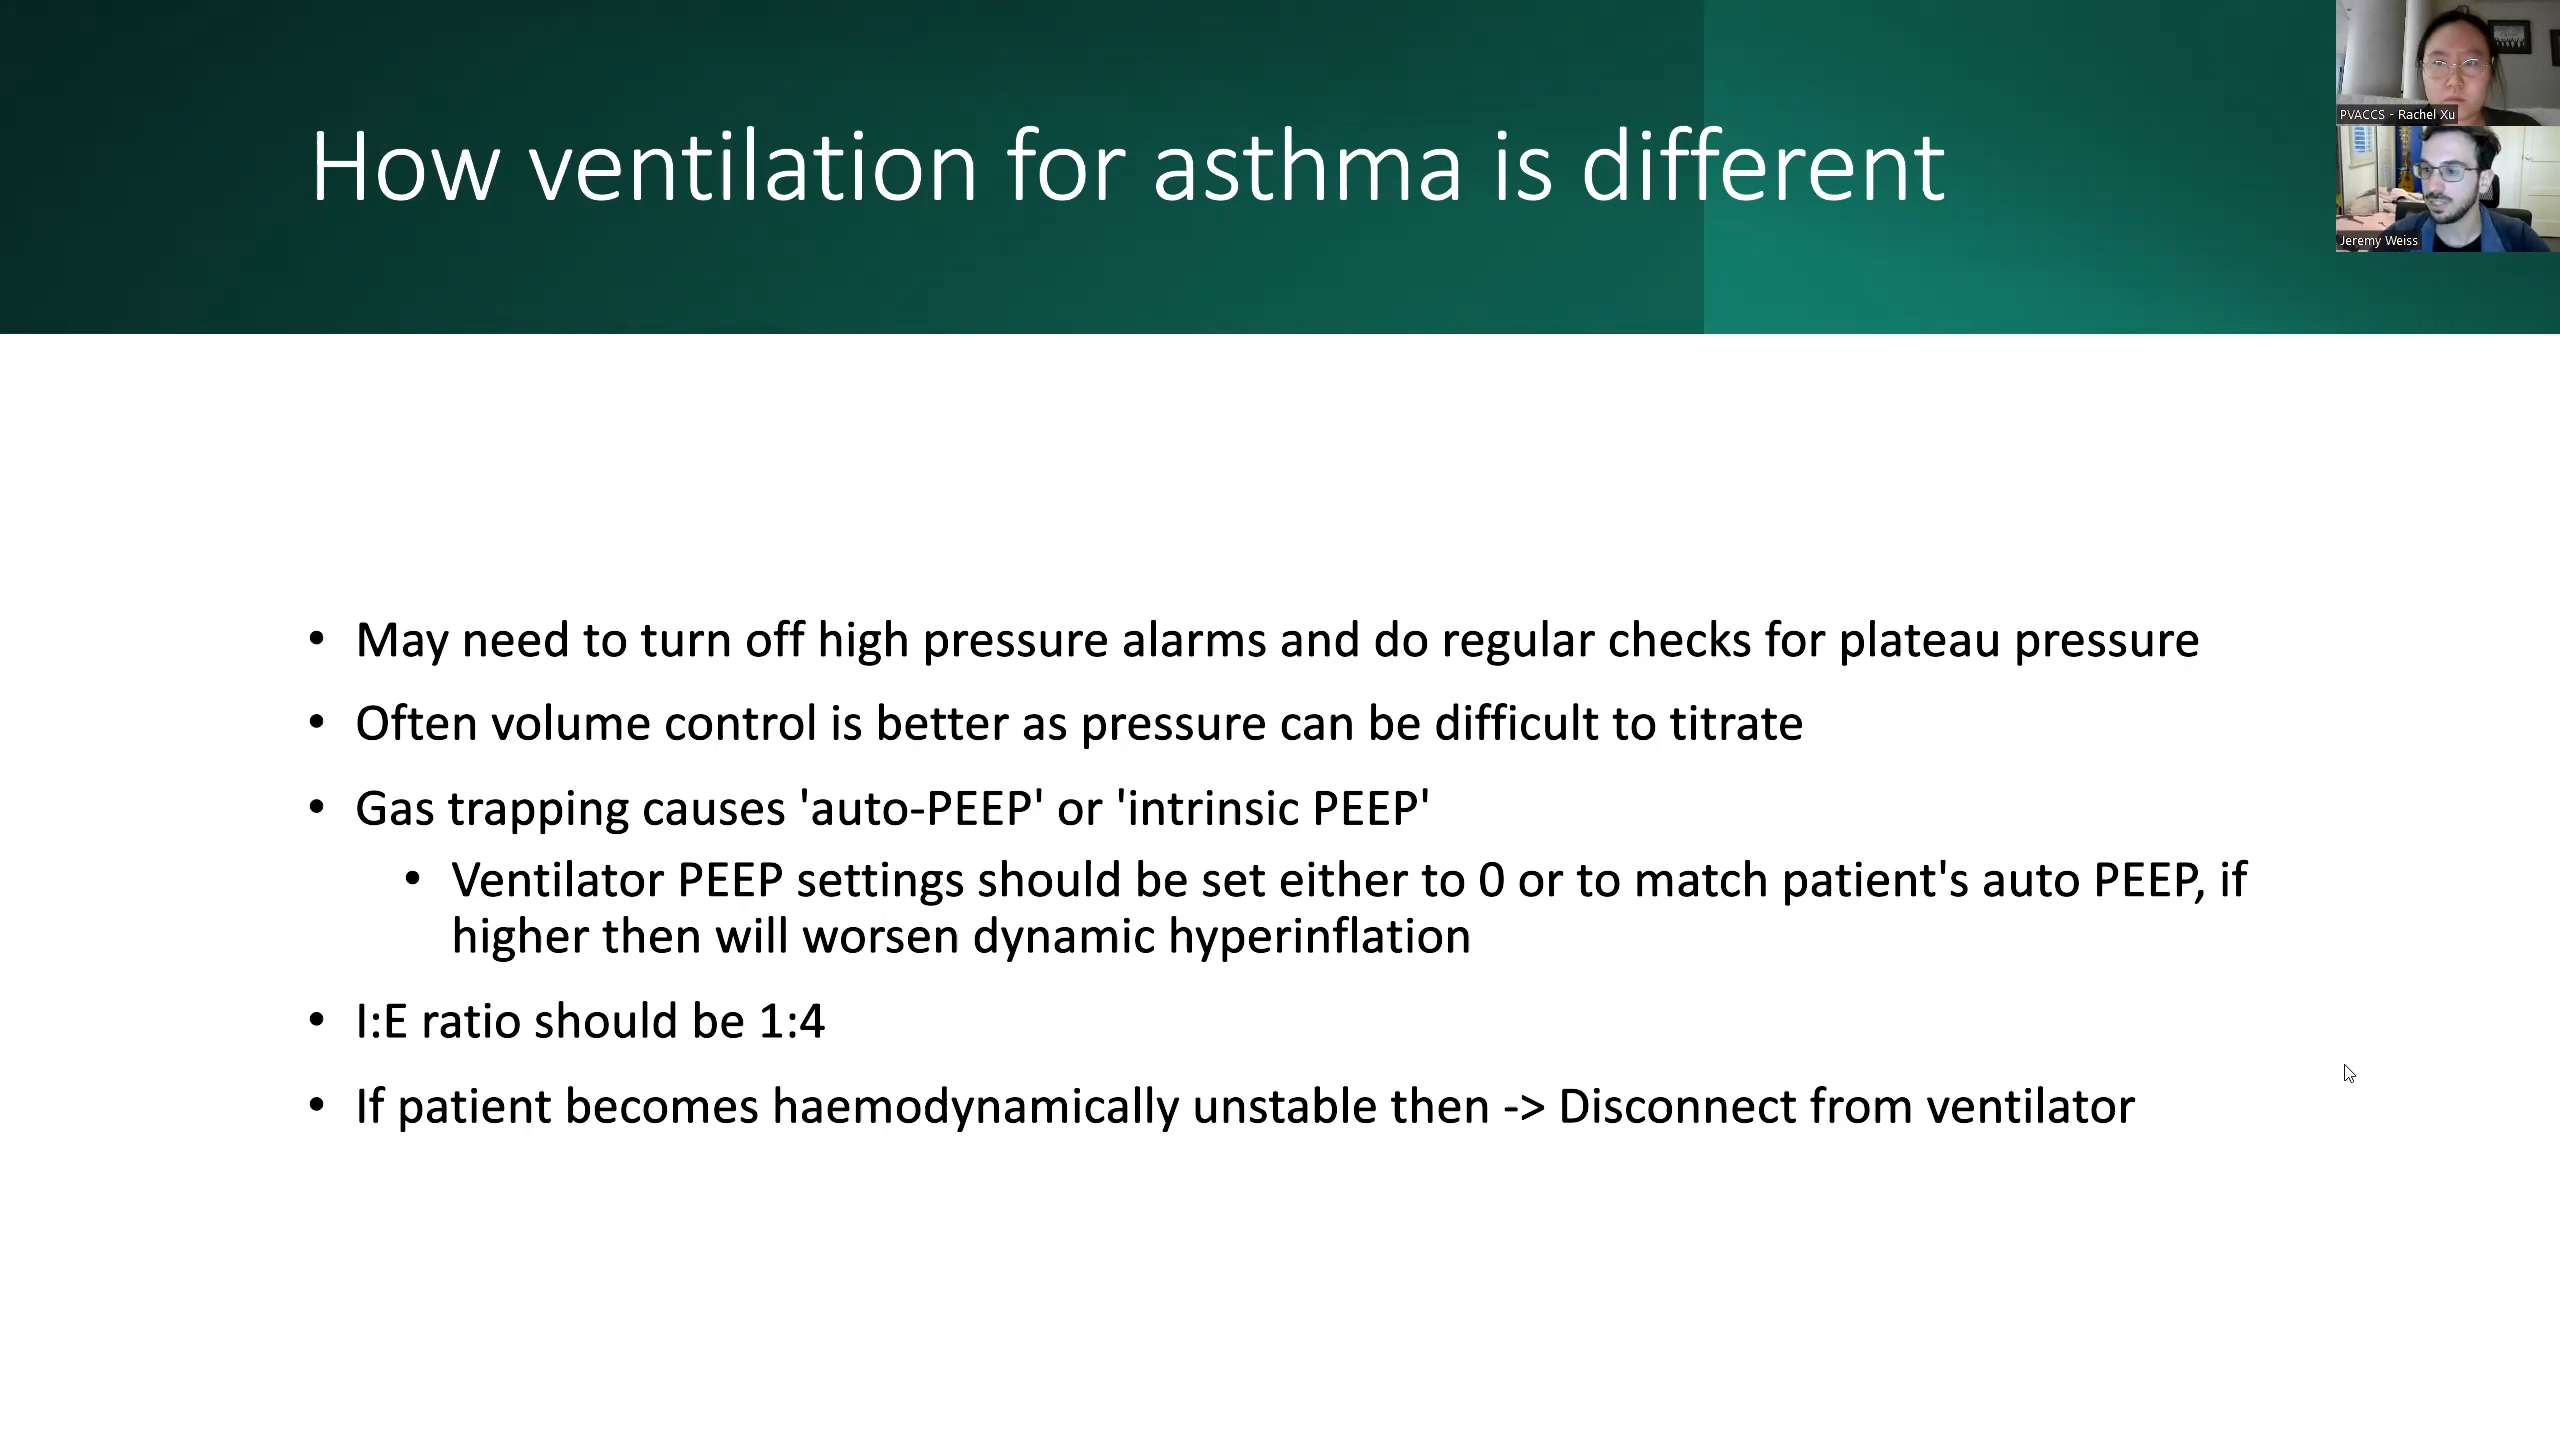 How ventilation for asthma is different
PVACCS - Rachel Xu
Jeremy Weiss
• May need to turn off high pressure alarms and do regular checks for plateau pressure
• Often volume control is better as pressure can be difficult to titrate
• Gas trapping causes 'auto-PEEP' or 'intrinsic PEEP'
• Ventilator PEEP settings should be set either to 0 or to match patient's auto PEEP, if
higher then will worsen dynamic hyperinflation
• I:E ratio should be 1:4
• If patient becomes haemodynamically unstable then -> Disconnect from ventilator